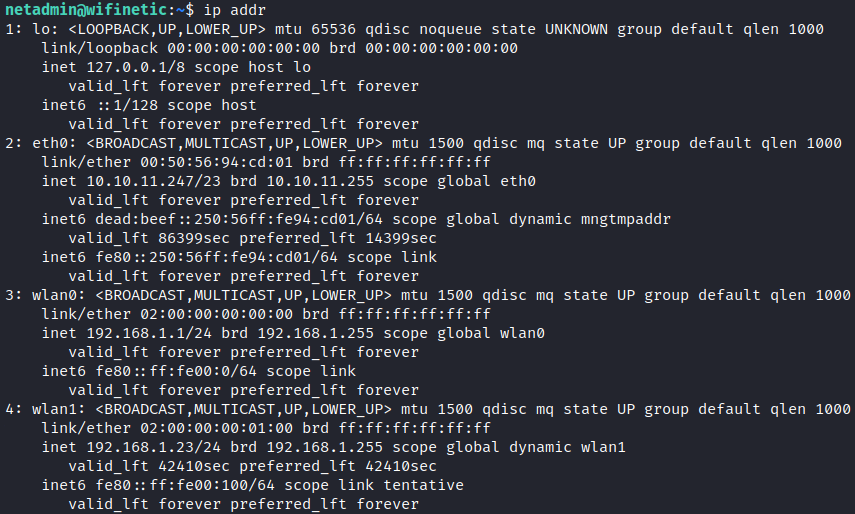 netadmin@wifinetic:~$ ip addr
1: lo: <LOOPBACK,UP,LOWER_UP> mtu 65536 qdisc noqueue state UNKNOWN group default qlen 1000
link/loopback 00:00:00:00:00:00 brd 00:00:00:00:00:00
inet 127.0.0.1/8 scope host lo
valid_lft forever preferred_lft forever
inet6 ::1/128 scope host
valid_lft forever preferred_lft forever
2: eth0: <BROADCAST,MULTICAST,UP,LOWER_UP> mtu 1500 qdisc mq state UP group default qlen 1000
link/ether 00:50:56:94:cd:01 brd ff:ff:ff:ff:ff:ff
inet 10.10.11.247/23 brd 10.10.11.255 scope global eth0
valid_lft forever preferred_lft forever
inet6 dead:beef::250:56ff:fe94:cd01/64 scope global dynamic mngtmpaddr
valid_lft 86399sec preferred_lft 14399sec
inet6 fe80::250:56ff:fe94:cd01/64 scope link
valid_lft forever preferred_lft forever
3: wlan0: <BROADCAST,MULTICAST,UP,LOWER_UP> mtu 1500 qdisc mq state UP group default qlen 1000
link/ether 02:00:00:00:00:00 brd ff:ff:ff:ff:ff:ff
inet 192.168.1.1/24 brd 192.168.1.255 scope global wlan0
valid_lft forever preferred_lft forever
inet6 fe80::ff:fe00:0/64 scope link
valid_lft forever preferred_lft forever
4: wlan1: <BROADCAST,MULTICAST,UP,LOWER_UP> mtu 1500 qdisc mq state UP group default qlen 1000
link/ether 02:00:00:00:01:00 brd ff:ff:ff:ff:ff:ff
inet 192.168.1.23/24 brd 192.168.1.255 scope global dynamic wlan1
valid_lft 42410sec preferred_lft 42410sec
inet6 fe80::ff:fe00:100/64 scope link tentative
valid_lft forever preferred_lft forever